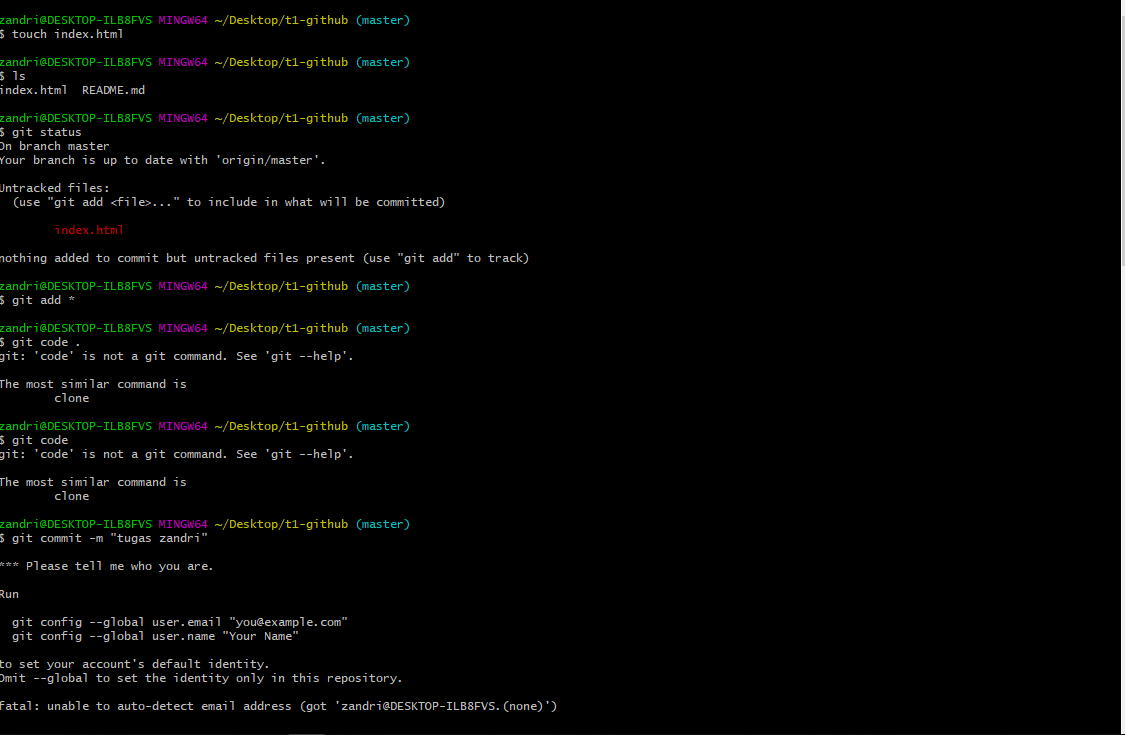 zandri@DESKTOP-ILB8FVS MINGW64 ~/Desktop/t1-github (master)
$ touch index.html
zandri@DESKTOP-ILB8FVS MINGW64 ~/Desktop/t1-github (master)
$ ls
index.html  README.md
zandri@DESKTOP-ILB8FVS MINGW64 ~/Desktop/t1-github (master)
$ git status
On branch master
Your branch is up to date with 'origin/master'.
Untracked files:
  (use "git add <file>..." to include in what will be committed)
        index.html
nothing added to commit but untracked files present (use "git add" to track)
zandri@DESKTOP-ILB8FVS MINGW64 ~/Desktop/t1-github (master)
$ git add *
zandri@DESKTOP-ILB8FVS MINGW64 ~/Desktop/t1-github (master)
$ git code .
git: 'code' is not a git command. See 'git --help'.
The most similar command is
        clone
zandri@DESKTOP-ILB8FVS MINGW64 ~/Desktop/t1-github (master)
$ git code
git: 'code' is not a git command. See 'git --help'.
The most similar command is
        clone
zandri@DESKTOP-ILB8FVS MINGW64 ~/Desktop/t1-github (master)
$ git commit -m "tugas zandri"
*** Please tell me who you are.
Run
  git config --global user.email "you@example.com"
  git config --global user.name "Your Name"
to set your account's default identity.
Omit --global to set the identity only in this repository.
fatal: unable to auto-detect email address (got 'zandri@DESKTOP-ILB8FVS.(none)')